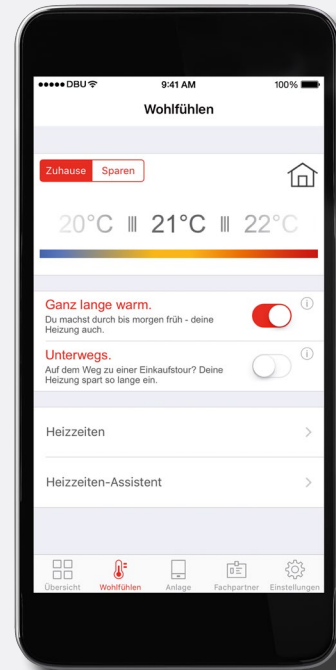 ●●●●● DBU
9:41 AM
100%
Wohlfühlen
Zuhause
Sparen
20°C
21°C
22°C
Ganz lange warm.
Du machst durch bis morgen früh - deine
Heizung auch.
Unterwegs.
Auf dem Weg zu einer Einkaufstour? Deine
Heizung spart so lange ein.
Heizzeiten
Heizzeiten-Assistent
Übersicht
Wohlfühlen
Anlage
Fachpartner
Einstellungen